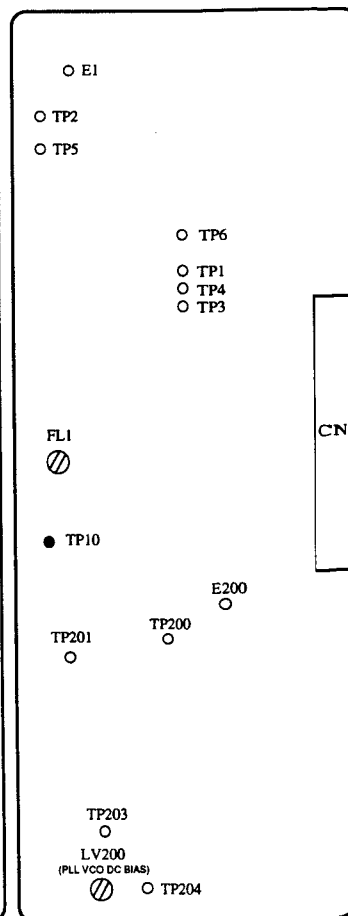 E1
TP2
TP5
TP6
TP1
TP4
TP3
CN
FL1
TP10
E200
TP200
TP201
TP203
LV200
(PLL VCO DC BIAS)
TP204